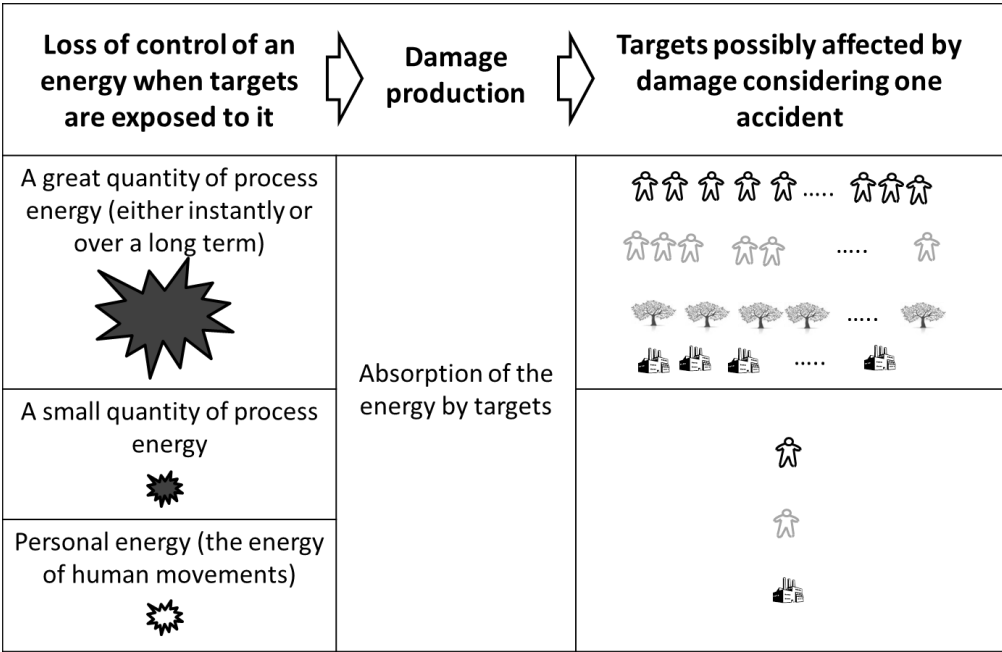 Loss of control of an
energy when targets
are exposed to it
Damage
production
Targets possibly affected by
damage considering one
accident
A great quantity of process
energy (either instantly or
over a long term)
.....
.....
.....
.....
A small quantity of process
energy
Personal energy (the energy
of human movements)
Absorption of the
energy by targets